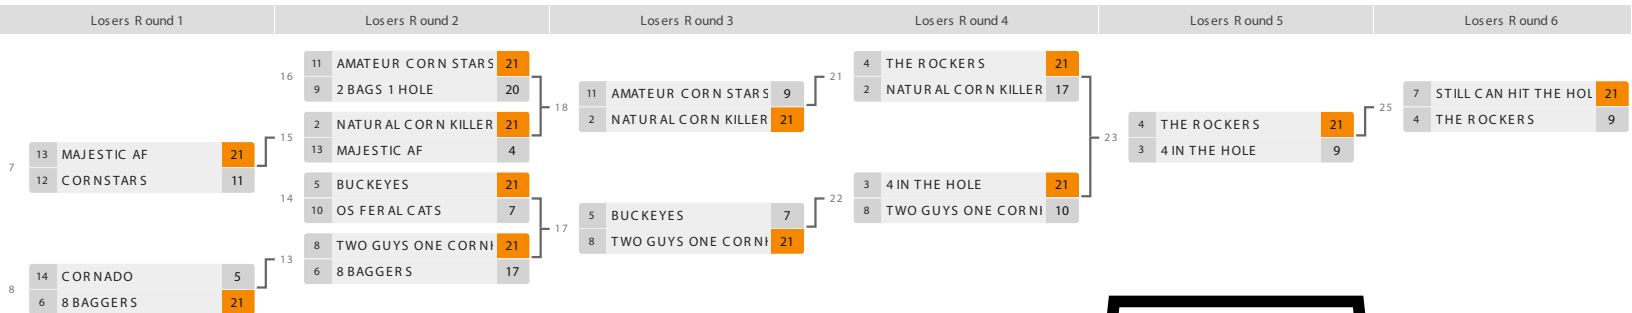 Losers Round 1
Losers Round 2
Losers Round 3
Losers Round 4
Losers Round 5
Losers Round 6
7
13 MAJESTIC AF 21
12 CORNSTARS 11
8
14 CORNADO 5
6 8 BAGGERS 21
16
11 AMATEUR CORN STARS 21
9 2 BAGS 1 HOLE 20
15
2 NATURAL CORN KILLER 21
13 MAJESTIC AF 4
14
5 BUCKEYES 21
10 OS FERAL CATS 7
13
8 TWO GUYS ONE CORN 21
6 8 BAGGERS 17
18
11 AMATEUR CORN STARS 9
2 NATURAL CORN KILLER 21
17
5 BUCKEYES 7
8 TWO GUYS ONE CORN 21
21
4 THE ROCKERS 21
2 NATURAL CORN KILLER 17
22
3 4 IN THE HOLE 21
8 TWO GUYS ONE CORN 10
23
4 THE ROCKERS 21
3 4 IN THE HOLE 9
25
7 STILL CAN HIT THE HOL 21
4 THE ROCKERS 9